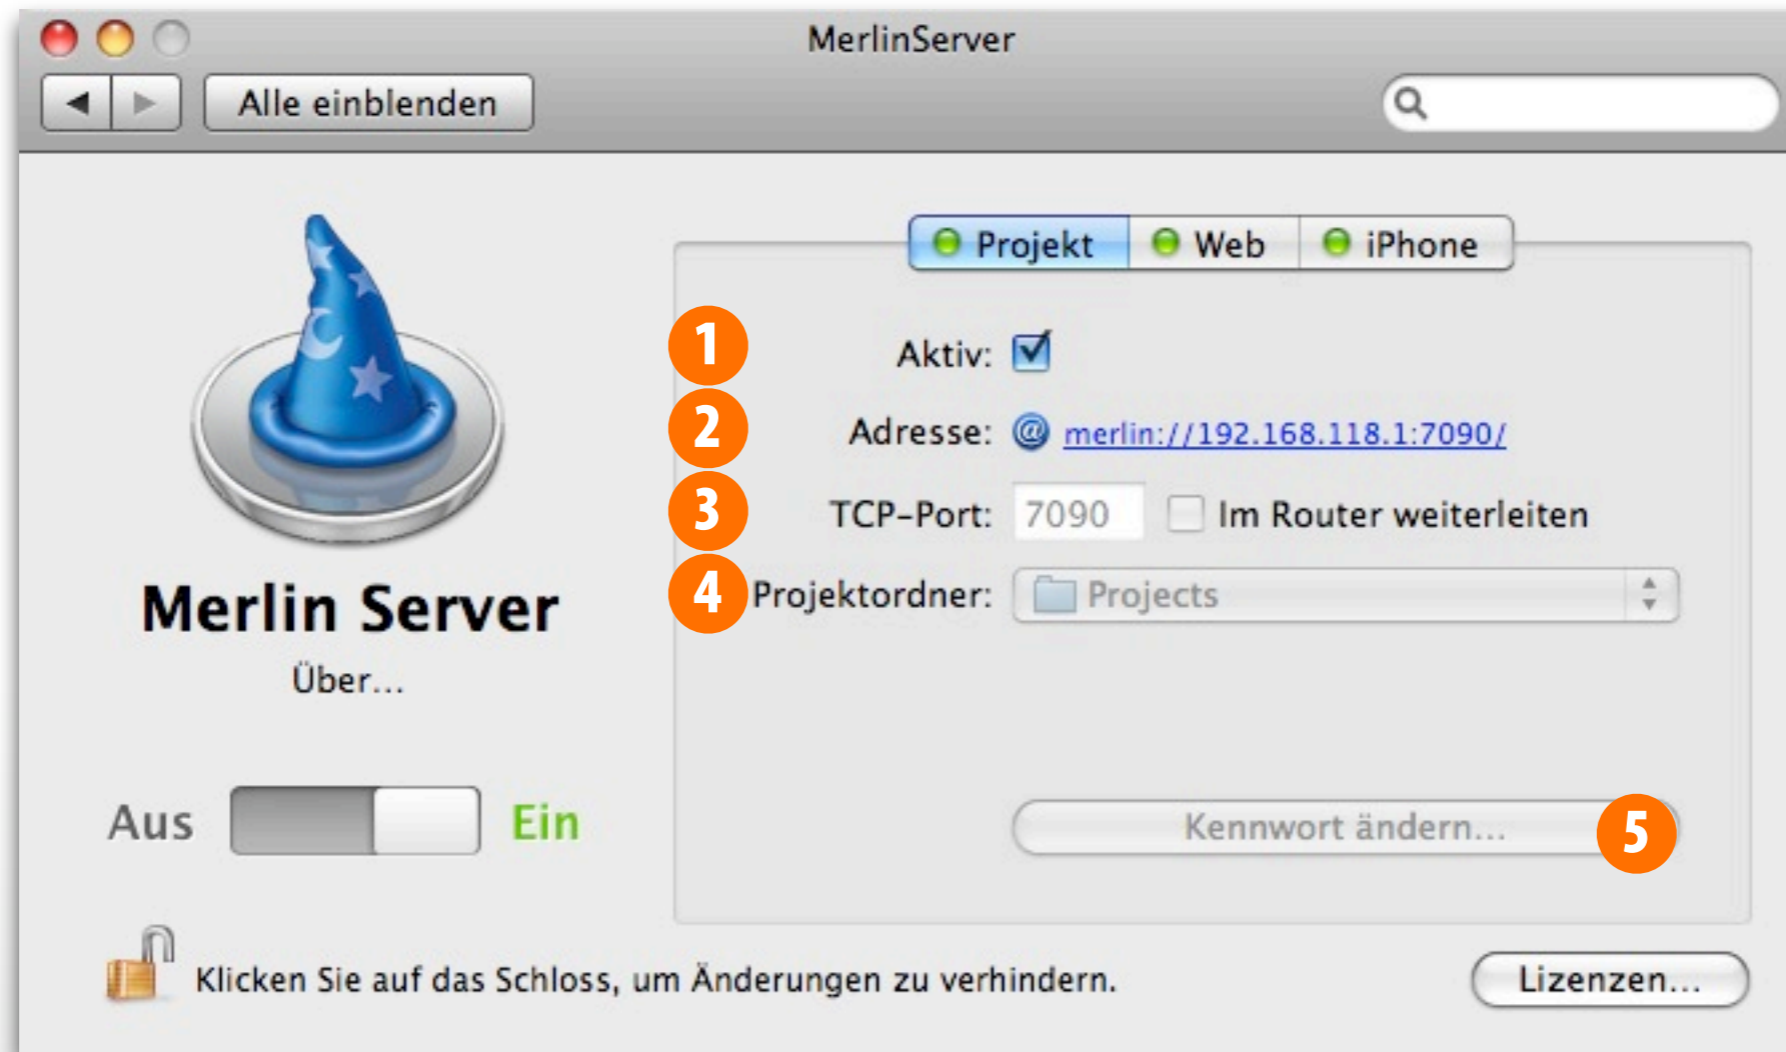 MerlinServer
Alle einblenden
Projekt Web iPhone
1 Aktiv:
2 Adresse: @ merlin://192.168.118.1:7090/
3 TCP-Port: 7090 Im Router weiterleiten
4 Projektordner: Projects
Merlin Server
Über...
Aus Ein
Kennwort ändern... 5
Klicken Sie auf das Schloss, um Änderungen zu verhindern.
Lizenzen...